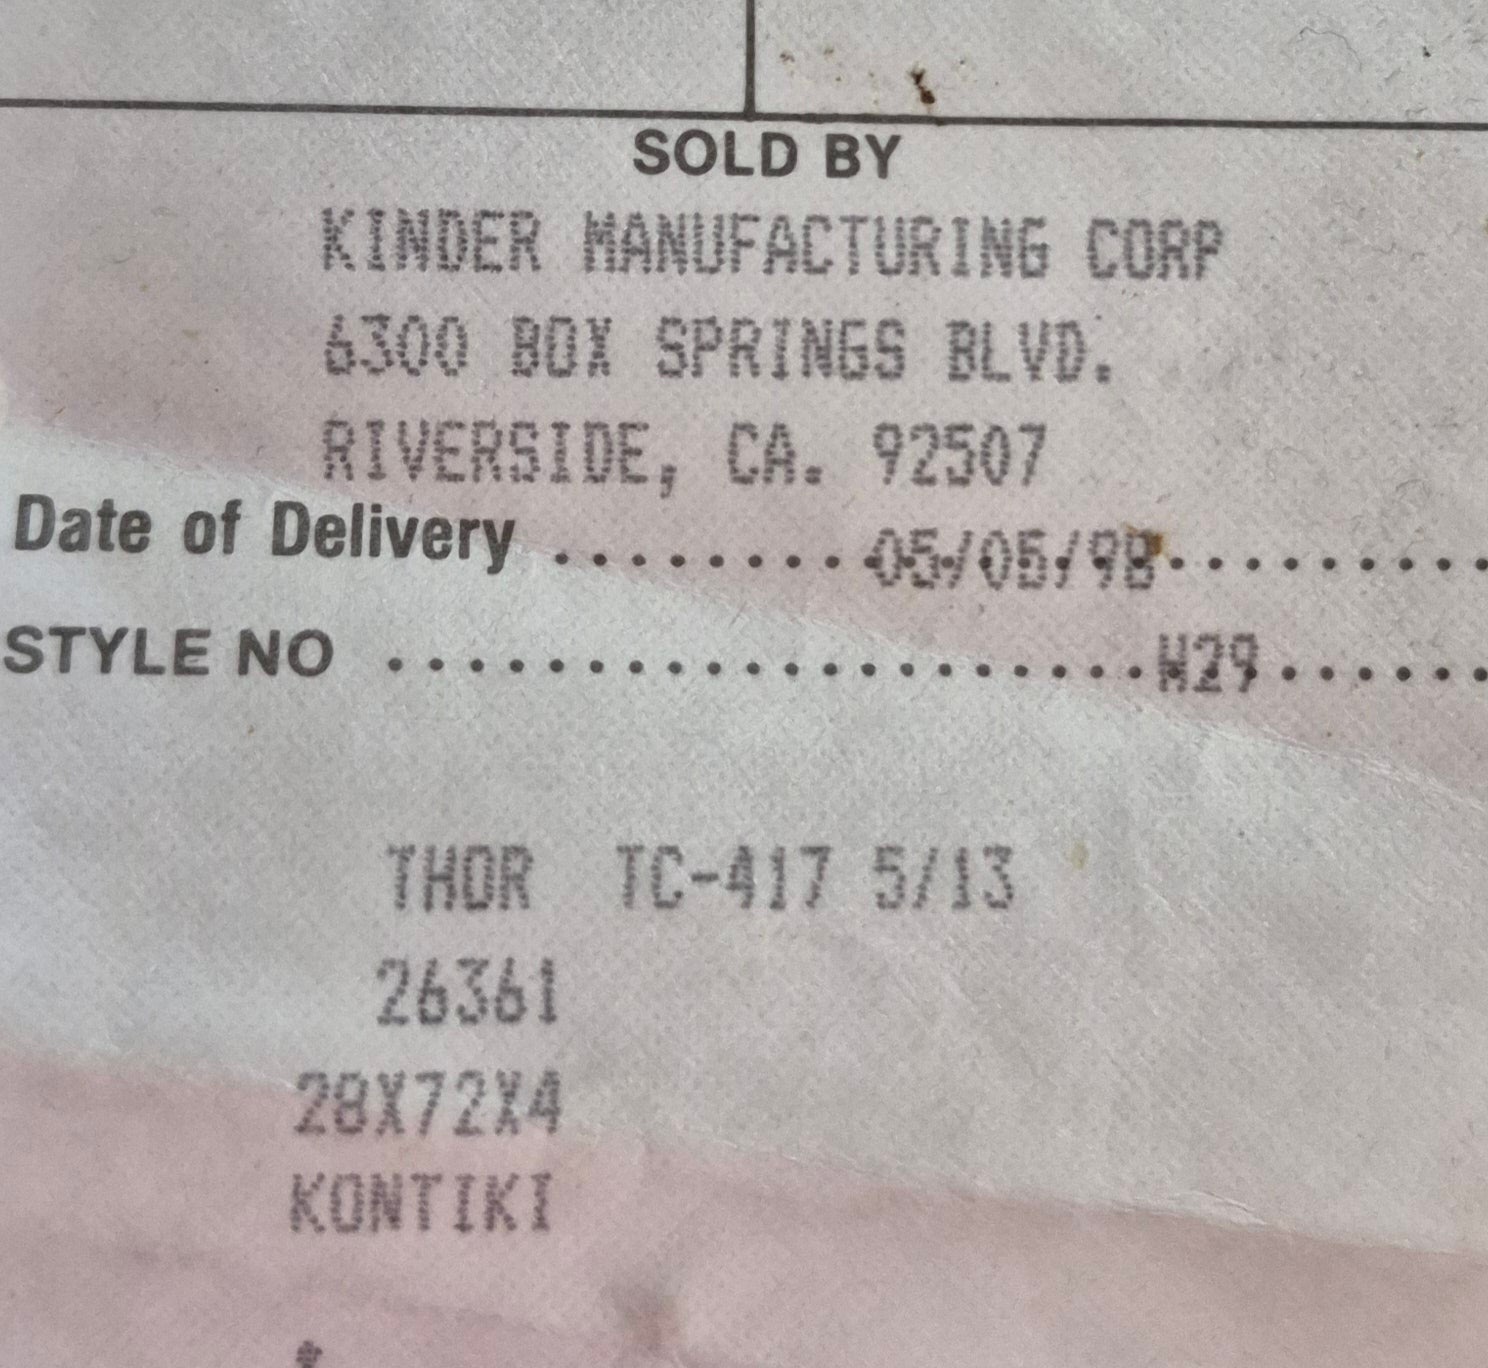 SOLD BY
KINDER MANUFACTURING CORP
6300 BOX SPRINGS BLVD.
RIVERSIDE, CA. 92507
Date of Delivery ........ 05/06/98 .........
STYLE NO .................... W29 ......
THOR TC-417 5/13
26361
28X72X4
KONTIKI